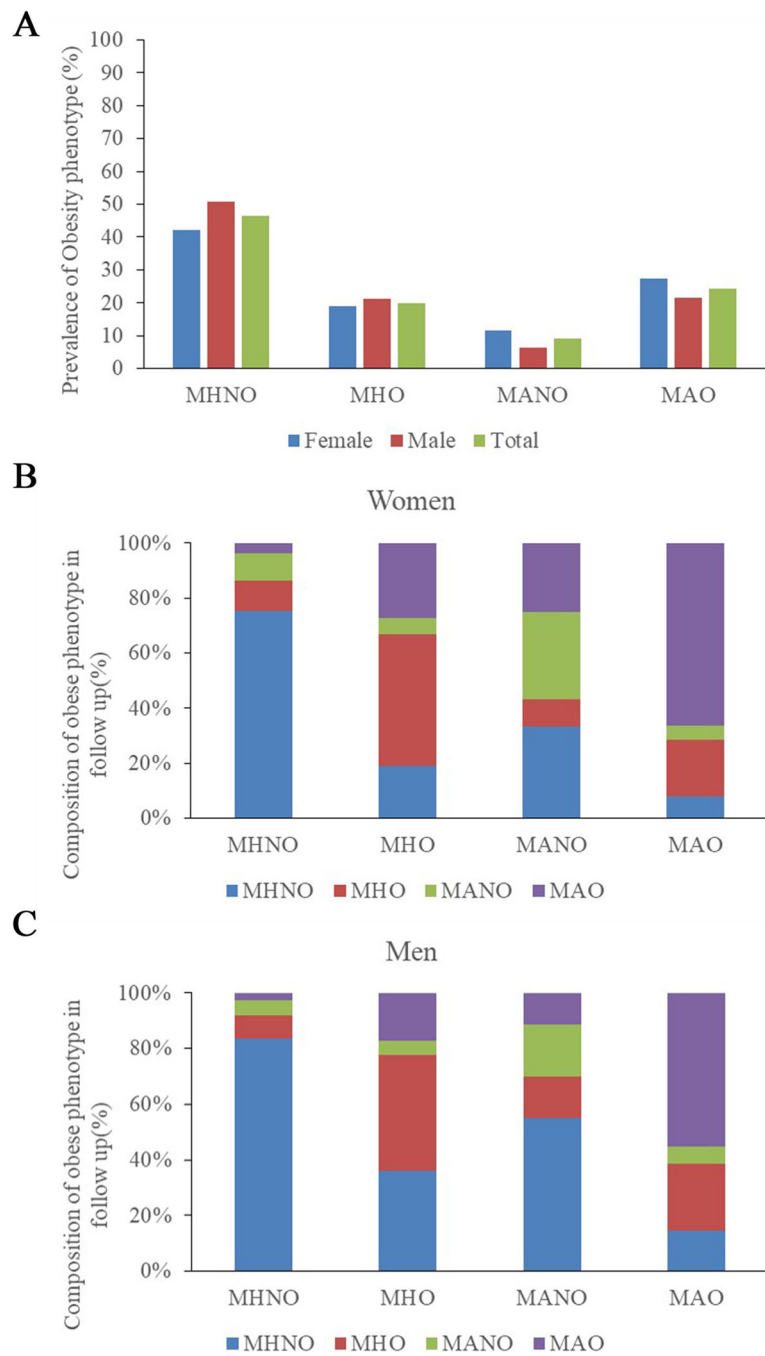 A
Prevalence of Obesity phenotype (%)
100
90
80
70
60
50
40
30
20
10
0
MHNO MHO MANO MAO
Female Male Total
B
Women
Composition of obese phenotype in
follow up(%)
100%
80%
60%
40%
20%
0%
MHNO MHO MANO MAO
MHNO MHO MANO MAO
C
Men
Composition of obese phenotype in
follow up(%)
100%
80%
60%
40%
20%
0%
MHNO MHO MANO MAO
MHNO MHO MANO MAO